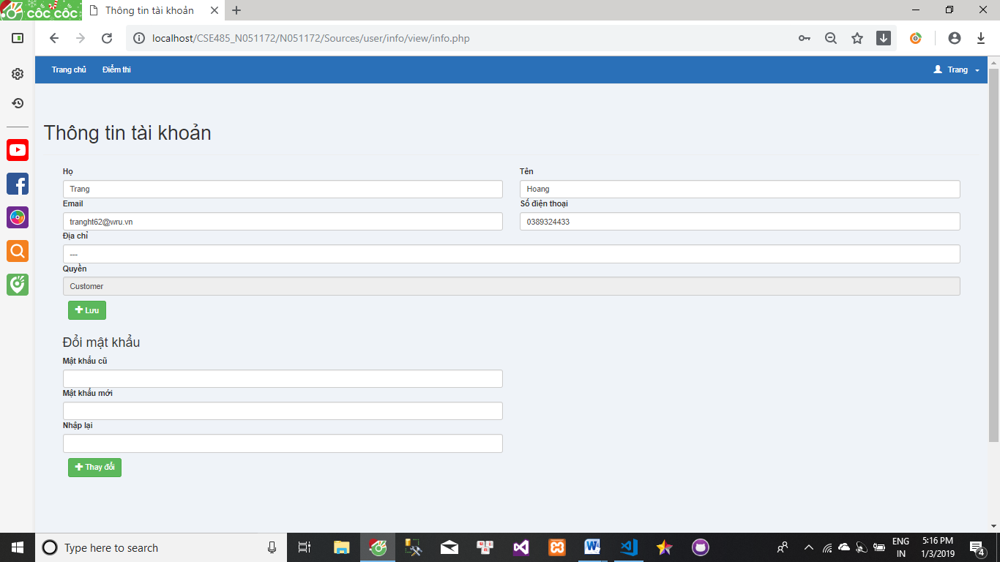 CỐC CỐC
Thông tin tài khoản
localhost/CSE485_N051172/N051172/Sources/user/info/view/info.php
Trang chủ Điểm thi Trang
Thông tin tài khoản
Họ Tên
Trang Hoang
Email Số điện thoại
tranght62@wru.vn 0389324433
Địa chỉ
---
Quyền
Customer
Lưu
Đổi mật khẩu
Mật khẩu cũ
Mật khẩu mới
Nhập lại
Thay đổi
Type here to search
ENG 5:16 PM
IN 1/3/2019
4